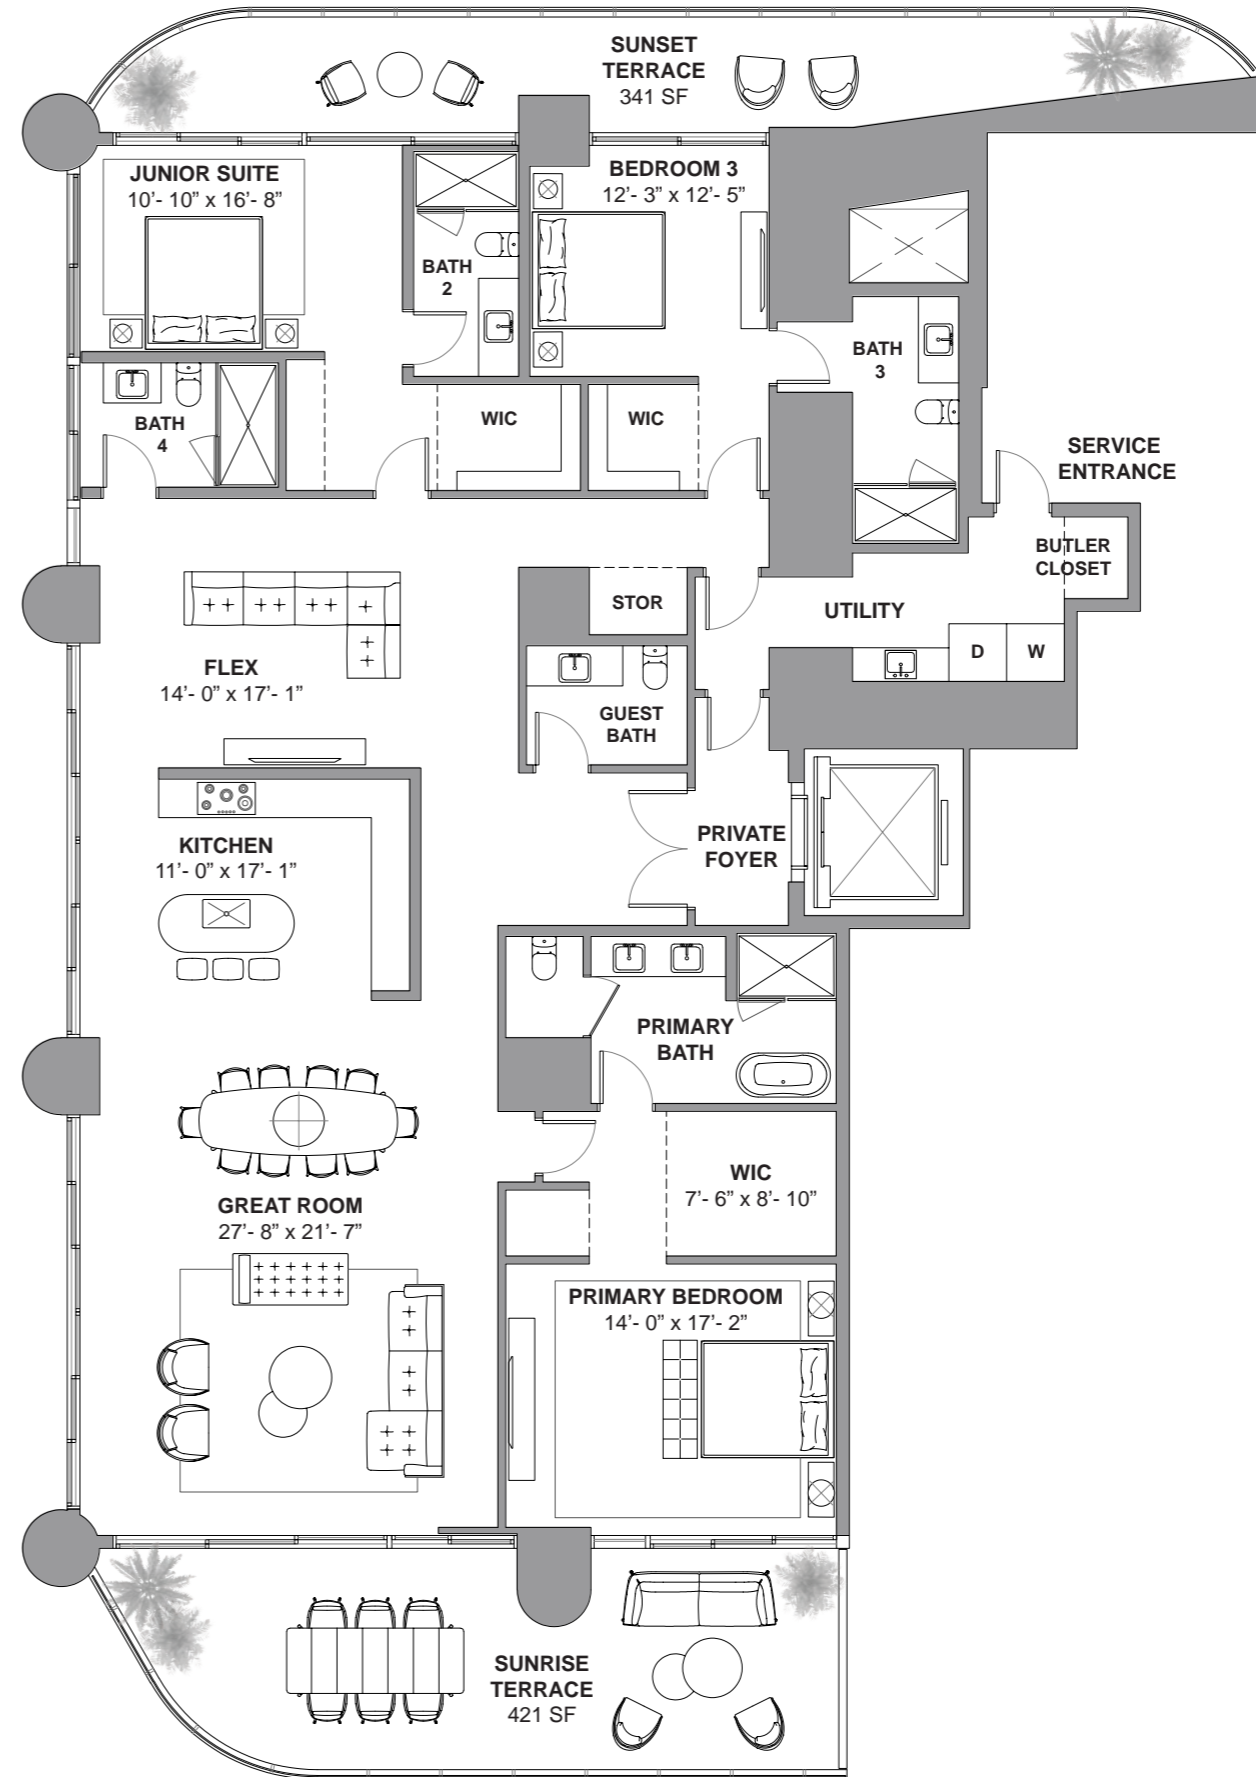 SUNSET
TERRACE
341 SF
JUNIOR SUITE
10’- 10” x 16’- 8”
BEDROOM 3
12’- 3” x 12’- 5”
BATH
2
BATH
3
BATH
4
WIC
WIC
SERVICE
ENTRANCE
BUTLER
CLOSET
STOR
UTILITY
D
W
FLEX
14’- 0” x 17’- 1”
GUEST
BATH
KITCHEN
11’- 0” x 17’- 1”
PRIVATE
FOYER
PRIMARY
BATH
WIC
7’- 6” x 8’- 10”
GREAT ROOM
27’- 8” x 21’- 7”
PRIMARY BEDROOM
14’- 0” x 17’- 2”
SUNRISE
TERRACE
421 SF